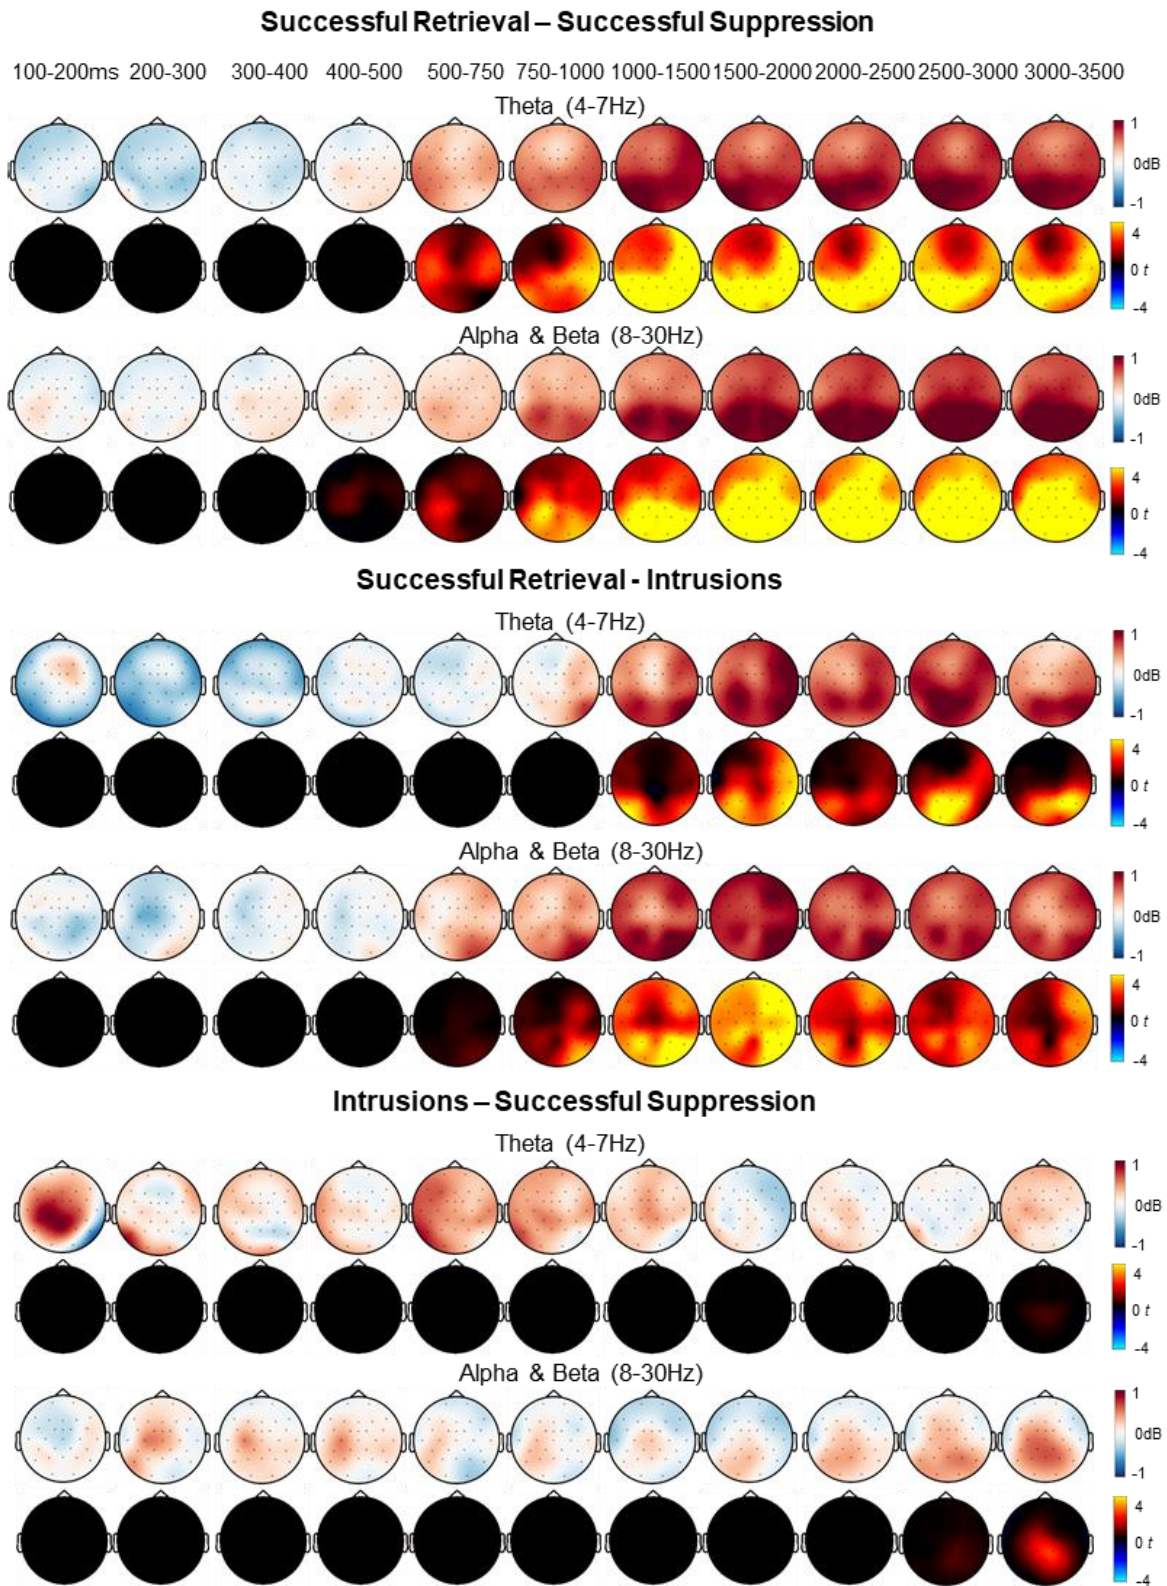 Successful Retrieval – Successful Suppression
100-200ms 200-300 300-400 400-500 500-750 750-1000 1000-1500 1500-2000 2000-2500 2500-3000 3000-3500
Theta (4-7Hz)
1
0dB
-1
4
0 t
-4
Alpha & Beta (8-30Hz)
1
0dB
-1
4
0 t
-4
Successful Retrieval - Intrusions
Theta (4-7Hz)
1
0dB
-1
4
0 t
-4
Alpha & Beta (8-30Hz)
1
0dB
-1
4
0 t
-4
Intrusions – Successful Suppression
Theta (4-7Hz)
1
0dB
-1
4
0 t
-4
Alpha & Beta (8-30Hz)
1
0dB
-1
4
0 t
-4